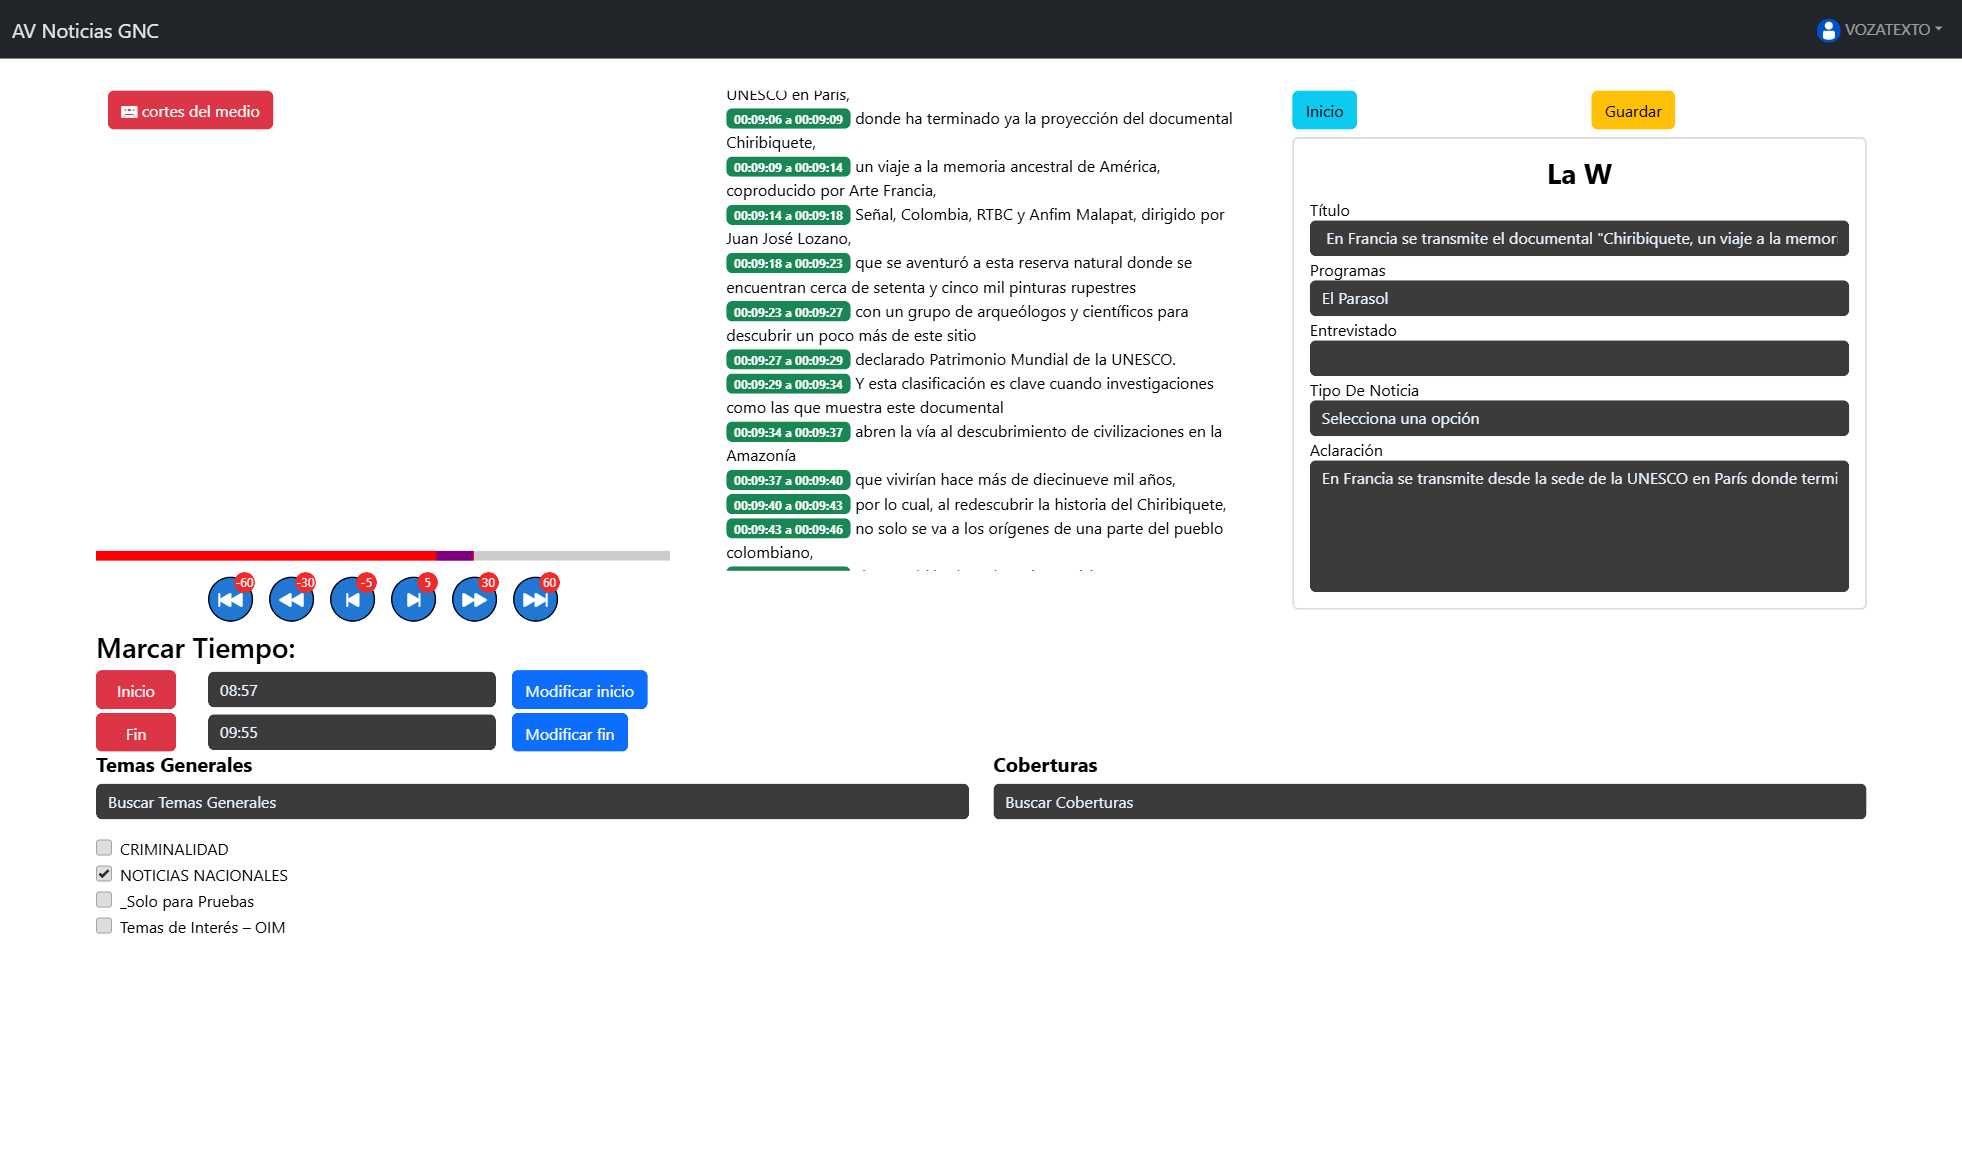 AV Noticias GNC
VOZATEXTO
cortes del medio
UNESCO en París,
00:09:06 a 00:09:09 donde ha terminado ya la proyección del documental
Chiribiquete,
00:09:09 a 00:09:14 un viaje a la memoria ancestral de América,
coproducido por Arte Francia,
00:09:14 a 00:09:18 Señal, Colombia, RTBC y Anfim Malapat, dirigido por
Juan José Lozano,
00:09:18 a 00:09:23 que se aventuró a esta reserva natural donde se
encuentran cerca de setenta y cinco mil pinturas rupestres
00:09:23 a 00:09:27 con un grupo de arqueólogos y científicos para
descubrir un poco más de este sitio
00:09:27 a 00:09:29 declarado Patrimonio Mundial de la UNESCO.
00:09:29 a 00:09:34 Y esta clasificación es clave cuando investigaciones
como las que muestra este documental
00:09:34 a 00:09:37 abren la vía al descubrimiento de civilizaciones en la
Amazonía
00:09:37 a 00:09:40 que vivirían hace más de diecinueve mil años,
00:09:40 a 00:09:43 por lo cual, al redescubrir la historia del Chiribiquete,
00:09:43 a 00:09:46 no solo se va a los orígenes de una parte del pueblo
colombiano,
Inicio
Guardar
La W
Título
En Francia se transmite el documental "Chiribiquete, un viaje a la memori
Programas
El Parasol
Entrevistado
Tipo De Noticia
Selecciona una opción
Aclaración
En Francia se transmite desde la sede de la UNESCO en París donde termi
-60
-30
-5
5
30
60
Marcar Tiempo:
Inicio
08:57
Modificar inicio
Fin
09:55
Modificar fin
Temas Generales
Buscar Temas Generales
CRIMINALIDAD
NOTICIAS NACIONALES
_Solo para Pruebas
Temas de Interés – OIM
Coberturas
Buscar Coberturas